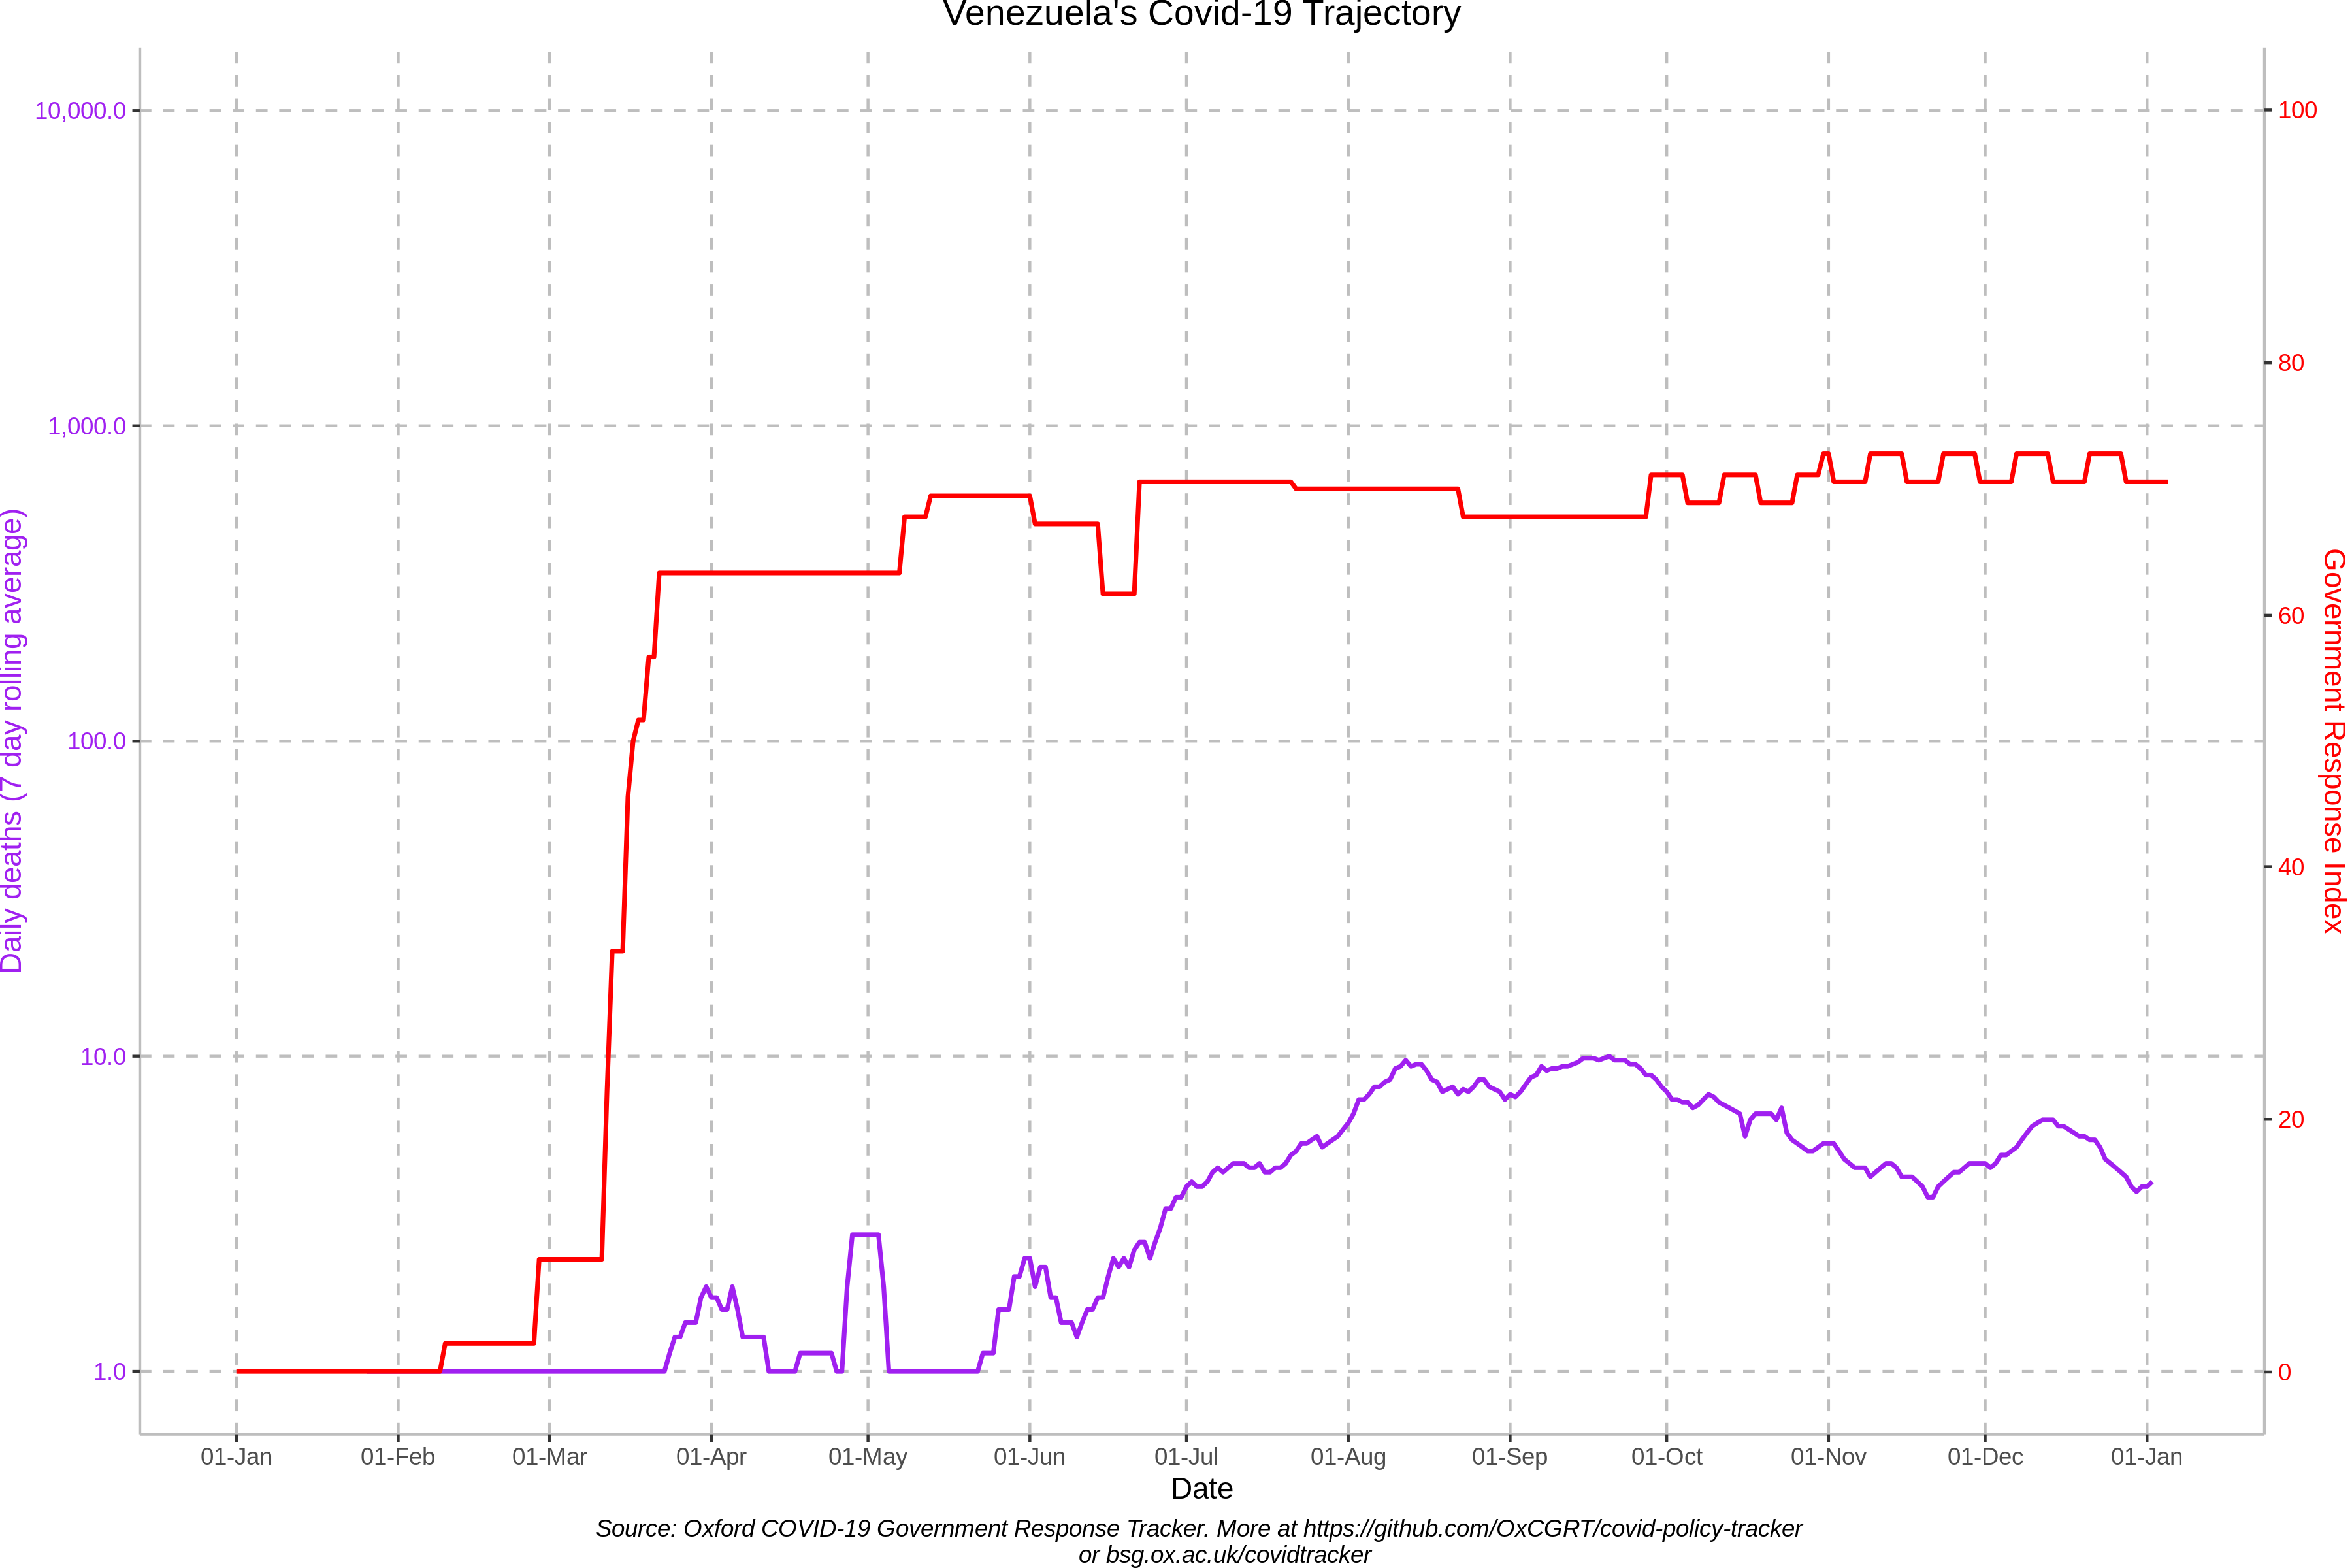 Venezuela's Covid-19 Trajectory
10,000.0
1,000.0
100.0
10.0
1.0
Daily deaths (7 day rolling average)
100
80
60
40
20
0
Government Response Index
01-Jan
01-Feb
01-Mar
01-Apr
01-May
01-Jun
01-Jul
01-Aug
01-Sep
01-Oct
01-Nov
01-Dec
01-Jan
Date
Source: Oxford COVID-19 Government Response Tracker. More at https://github.com/OxCGRT/covid-policy-tracker
or bsg.ox.ac.uk/covidtracker